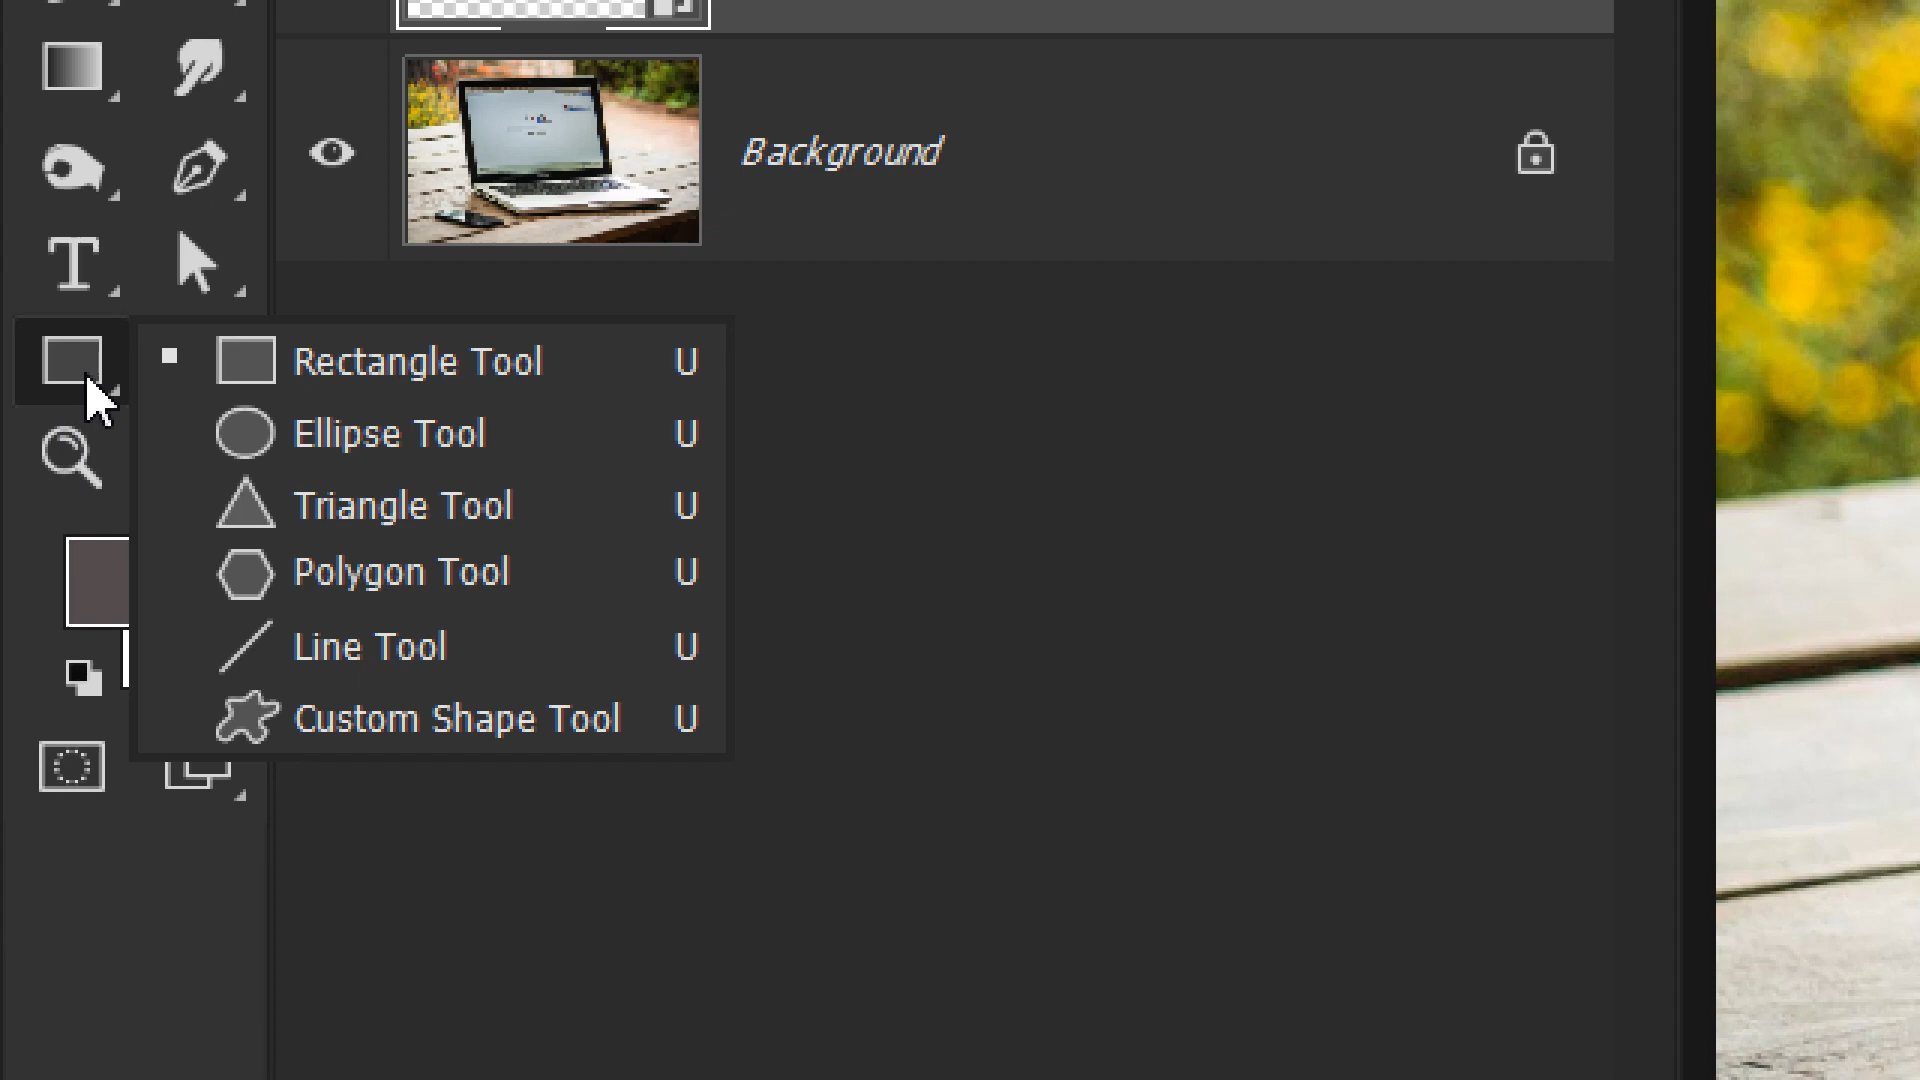 Background
T
Rectangle Tool U
Ellipse Tool U
Triangle Tool U
Polygon Tool U
Line Tool U
Custom Shape Tool U